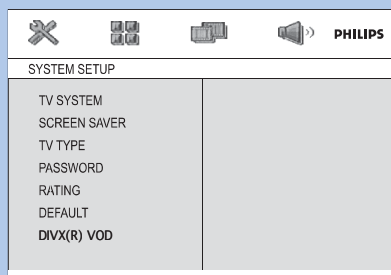 PHILIPS
SYSTEM SETUP
TV SYSTEM
SCREEN SAVER
TV TYPE
PASSWORD
RATING
DEFAULT
DIVX(R) VOD